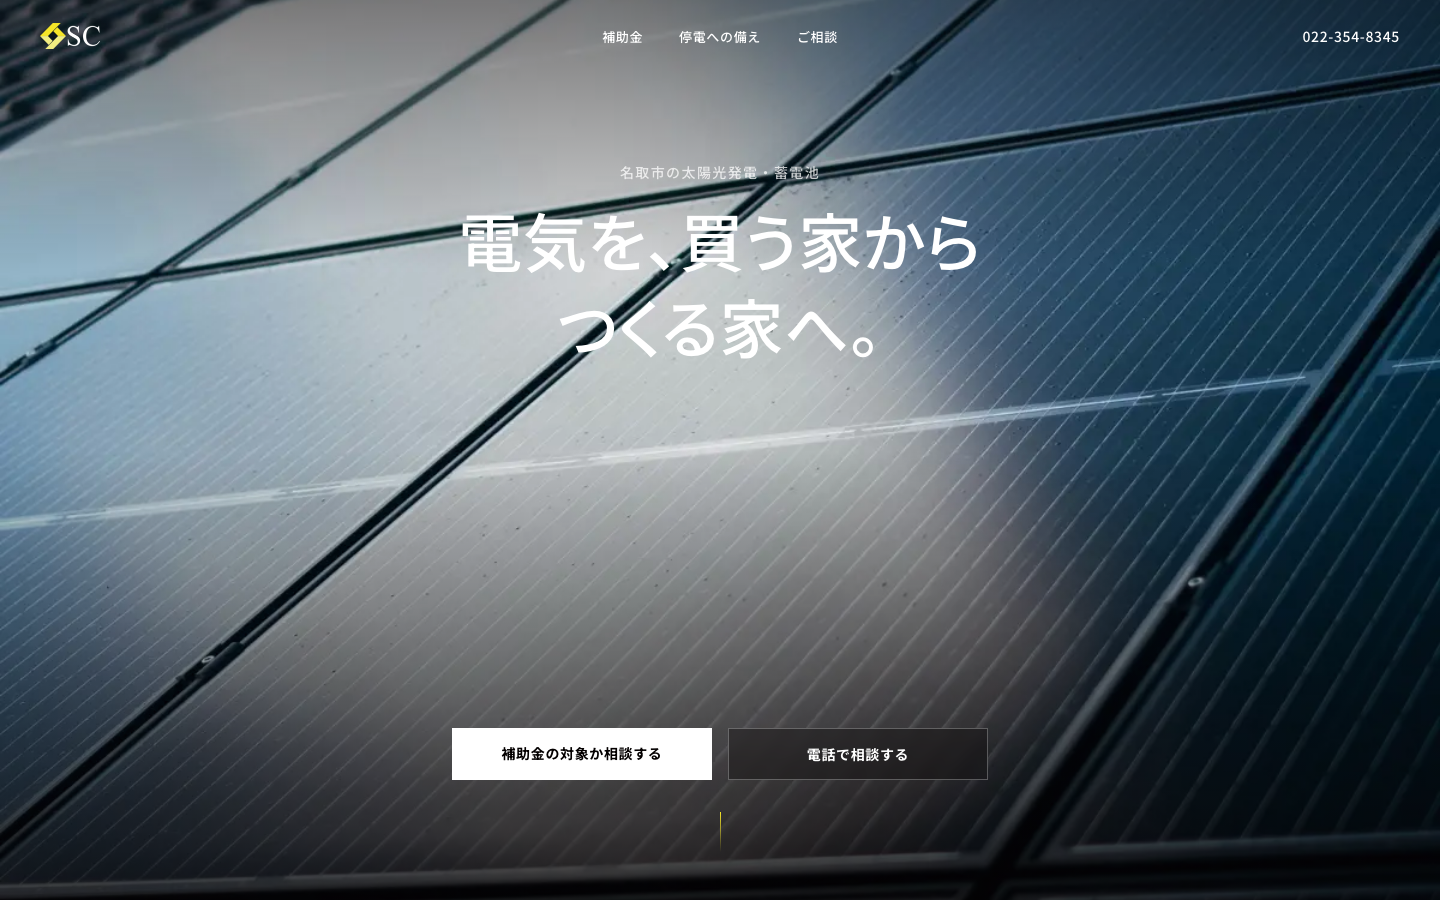 SC
補助金
停電への備え
ご相談
022-354-8345
名取市の太陽光発電・蓄電池
電気を、買う家から
つくる家へ。
補助金の対象か相談する
電話で相談する